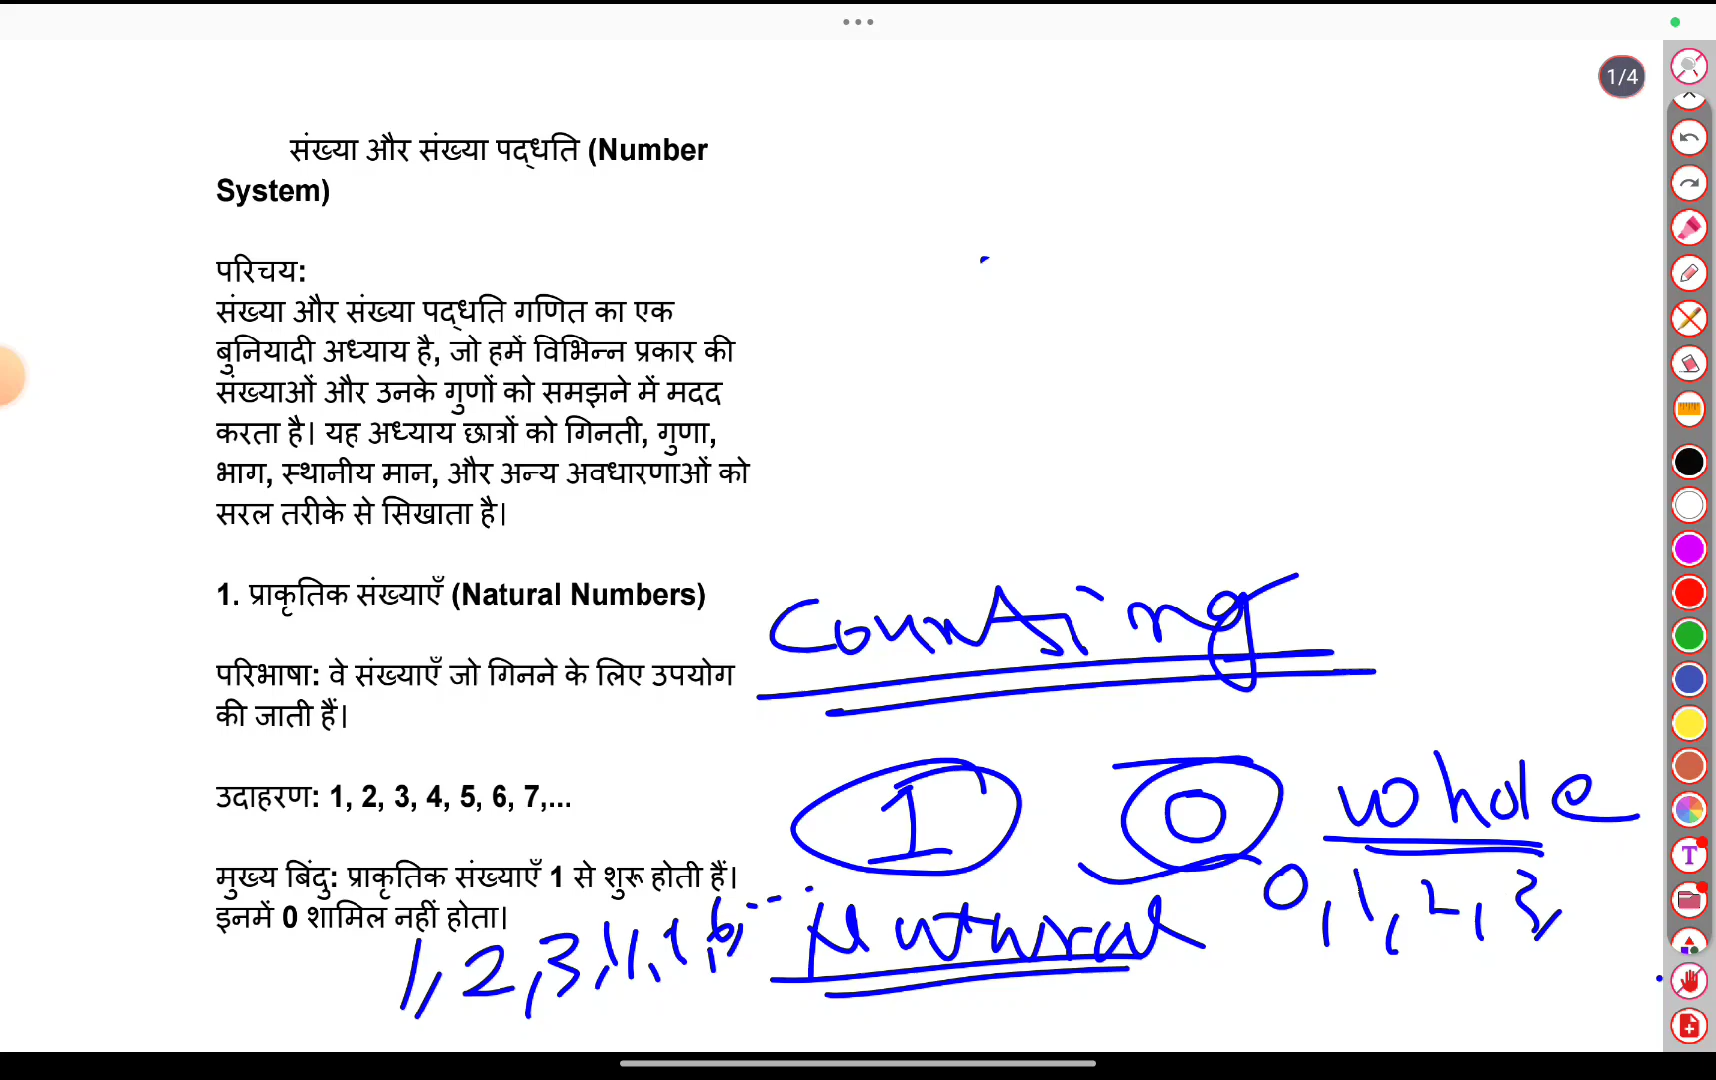 1/4
संख्या और संख्या पद्धति (Number
System)
परिचय:
संख्या और संख्या पद्धति गणित का एक
बुनियादी अध्याय है, जो हमें विभिन्न प्रकार की
संख्याओं और उनके गुणों को समझने में मदद
करता है। यह अध्याय छात्रों को गिनती, गुणा,
भाग, स्थानीय मान, और अन्य अवधारणाओं को
सरल तरीके से सिखाता है।
1. प्राकृतिक संख्याएँ (Natural Numbers)
Counting
परिभाषा: वे संख्याएँ जो गिनने के लिए उपयोग
की जाती हैं।
उदाहरण: 1, 2, 3, 4, 5, 6, 7,...
1 0 whole
मुख्य बिंदु: प्राकृतिक संख्याएँ 1 से शुरू होती हैं।
0, 1, 2, 3,
इनमें 0 शामिल नहीं होता।
1, 2, 3, Natural
T